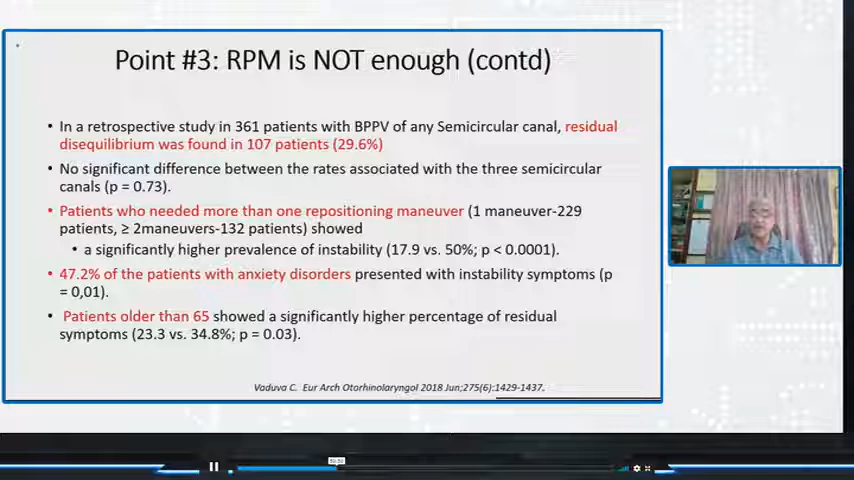 Point #3: RPM is NOT enough (contd)
• In a retrospective study in 361 patients with BPPV of any Semicircular canal, residual
disequilibrium was found in 107 patients (29.6%)
• No significant difference between the rates associated with the three semicircular
canals (p = 0.73).
• Patients who needed more than one repositioning maneuver (1 maneuver-229
patients, ≥ 2maneuvers-132 patients) showed
• a significantly higher prevalence of instability (17.9 vs. 50%; p < 0.0001).
• 47.2% of the patients with anxiety disorders presented with instability symptoms (p
= 0,01).
• Patients older than 65 showed a significantly higher percentage of residual
symptoms (23.3 vs. 34.8%; p = 0.03).
Vaduva C. Eur Arch Otorhinolaryngol 2018 Jun;275(6):1429-1437.